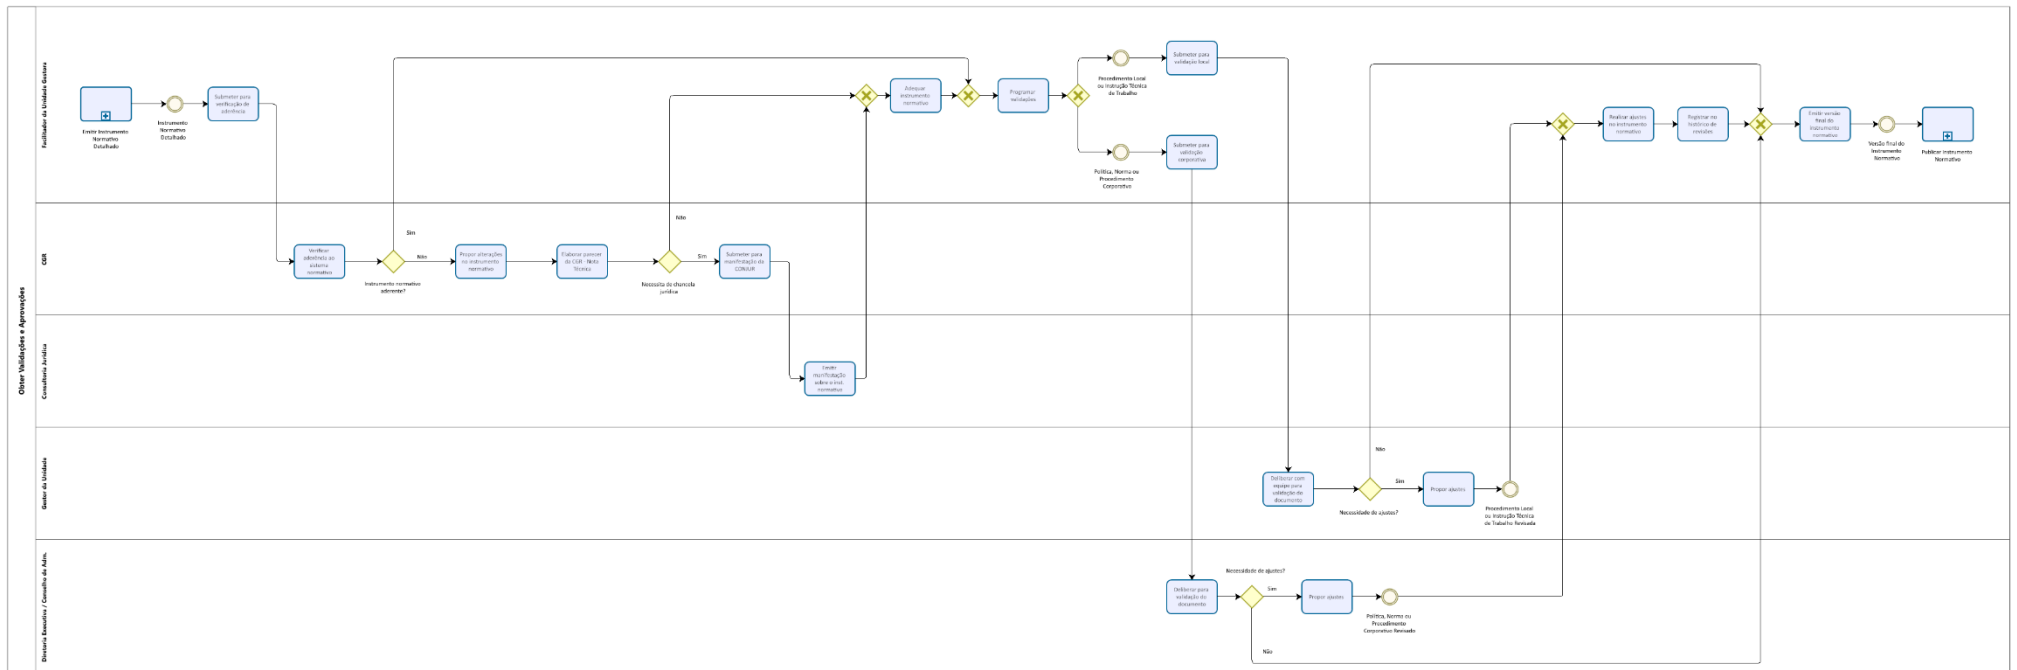 Obter Validações e Aprovações
Facilitador da Unidade Gestora
Emitir Instrumento
Normativo
Detalhado
Instrumento
Normativo
Detalhado
Submeter para
verificação de
aderência
Adequar
instrumento
normativo
Programar
validações
Procedimento Local
ou Instrução Técnica
de Trabalho
Submeter para
validação local
Política, Norma ou
Procedimento
Corporativo
Submeter para
validação
corporativa
Realizar ajustes
no instrumento
normativo
Registrar no
histórico de
revisões
Emitir versão
final do
instrumento
normativo
Versão final do
Instrumento
Normativo
Publicar Instrumento
Normativo
CGR
Verificar
aderência ao
sistema
normativo
Instrumento normativo
aderente?
Sim
Não
Propor alterações
no instrumento
normativo
Elaborar parecer
da CGR - Nota
Técnica
Necessita de chancela
jurídica
Não
Sim
Submeter para
manifestação da
CONJUR
Consultoria Jurídica
Emitir
manifestação
sobre o inst.
normativo
Gestor da Unidade
Deliberar com
equipe para
validação do
documento
Necessidade de ajustes?
Não
Sim
Propor ajustes
Procedimento Local
ou Instrução Técnica
de Trabalho Revisada
Diretoria Executiva / Conselho de Adm.
Deliberar para
validação do
documento
Necessidade de ajustes?
Sim
Não
Propor ajustes
Política, Norma ou
Procedimento
Corporativo Revisado